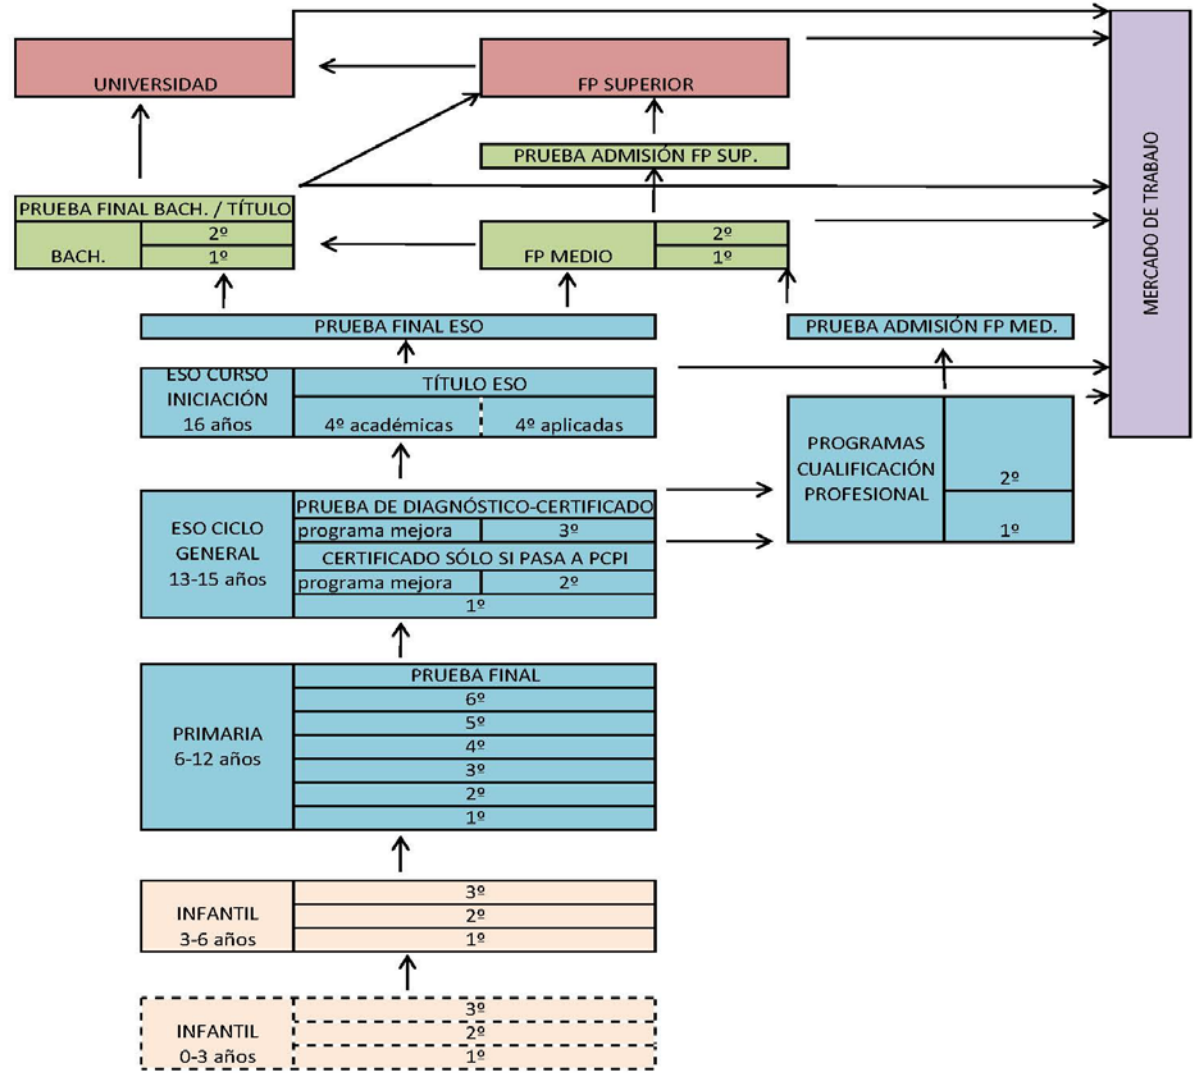 UNIVERSIDAD
FP SUPERIOR
PRUEBA ADMISIÓN FP SUP.
MERCADO DE TRABAJO
PRUEBA FINAL BACH. / TÍTULO
BACH.
2º
1º
FP MEDIO
2º
1º
PRUEBA FINAL ESO
PRUEBA ADMISIÓN FP MED.
ESO CURSO
INICIACIÓN
16 años
TÍTULO ESO
4º académicas
4º aplicadas
PROGRAMAS
CUALIFICACIÓN
PROFESIONAL
2º
1º
ESO CICLO
GENERAL
13-15 años
PRUEBA DE DIAGNÓSTICO-CERTIFICADO
programa mejora
3º
CERTIFICADO SÓLO SI PASA A PCPI
programa mejora
2º
1º
PRIMARIA
6-12 años
PRUEBA FINAL
6º
5º
4º
3º
2º
1º
INFANTIL
3-6 años
3º
2º
1º
INFANTIL
0-3 años
3º
2º
1º